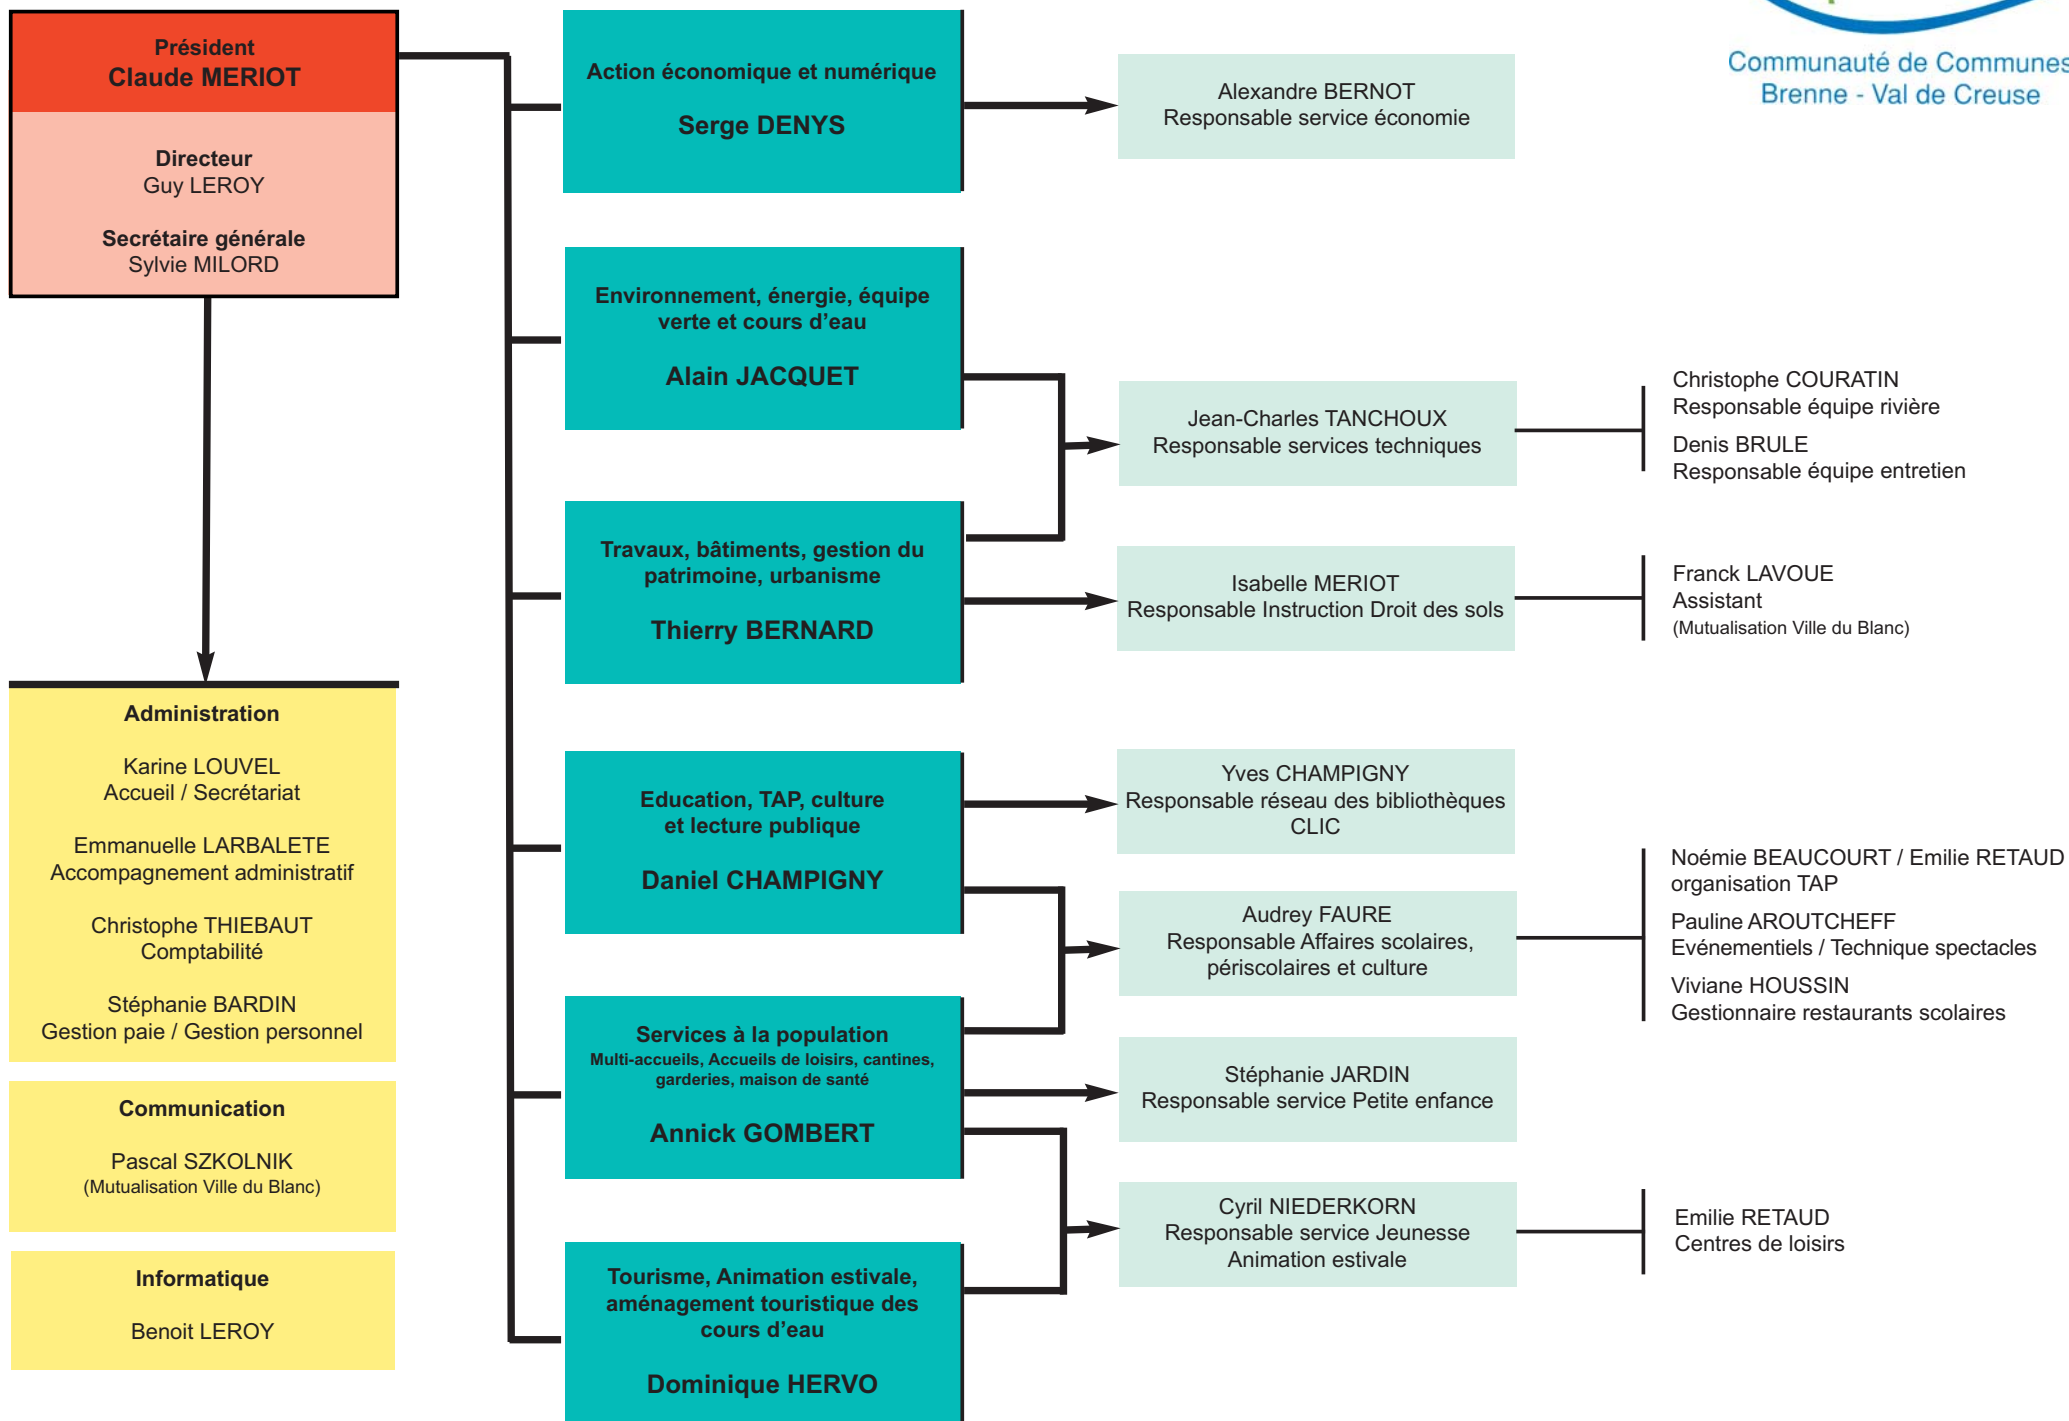 Président
Claude MERIOT
Directeur
Guy LEROY
Secrétaire générale
Sylvie MILORD
Administration
Karine LOUVEL
Accueil / Secrétariat
Emmanuelle LARBALETE
Accompagnement administratif
Christophe THIEBAUT
Comptabilité
Stéphanie BARDIN
Gestion paie / Gestion personnel
Communication
Pascal SZKOLNIK
(Mutualisation Ville du Blanc)
Informatique
Benoit LEROY
Action économique et numérique
Serge DENYS
Environnement, énergie, équipe
verte et cours d’eau
Alain JACQUET
Travaux, bâtiments, gestion du
patrimoine, urbanisme
Thierry BERNARD
Education, TAP, culture
et lecture publique
Daniel CHAMPIGNY
Services à la population
Multi-accueils, Accueils de loisirs, cantines,
garderies, maison de santé
Annick GOMBERT
Tourisme, Animation estivale,
aménagement touristique des
cours d’eau
Dominique HERVO
Alexandre BERNOT
Responsable service économie
Jean-Charles TANCHOUX
Responsable services techniques
Isabelle MERIOT
Responsable Instruction Droit des sols
Yves CHAMPIGNY
Responsable réseau des bibliothèques
CLIC
Audrey FAURE
Responsable Affaires scolaires,
périscolaires et culture
Stéphanie JARDIN
Responsable service Petite enfance
Cyril NIEDERKORN
Responsable service Jeunesse
Animation estivale
Communauté de Communes
Brenne - Val de Creuse
Christophe COURATIN
Responsable équipe rivière
Denis BRULE
Responsable équipe entretien
Franck LAVOUE
Assistant
(Mutualisation Ville du Blanc)
Noémie BEAUCOURT / Emilie RETAUD
organisation TAP
Pauline AROUTCHEFF
Evénementiels / Technique spectacles
Viviane HOUSSIN
Gestionnaire restaurants scolaires
Emilie RETAUD
Centres de loisirs